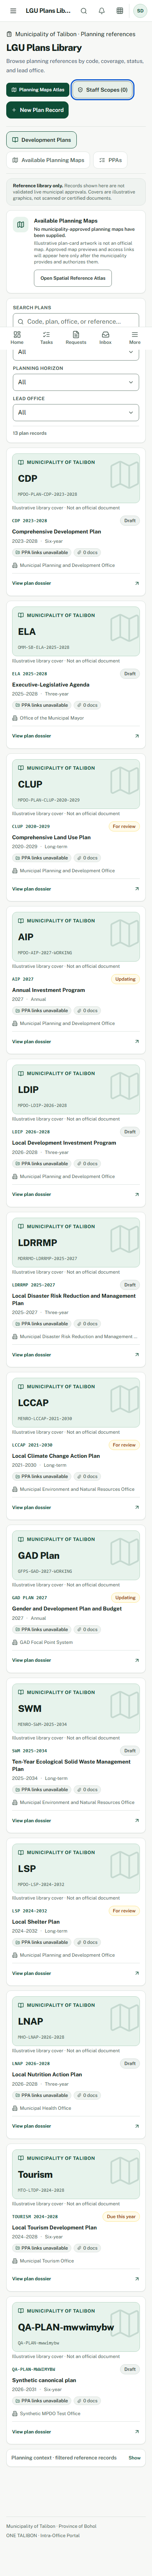 LGU Plans Lib...
SD
Municipality of Talibon · Planning references
LGU Plans Library
Browse planning references by code, coverage, status,
and lead office.
Planning Maps Atlas
Staff Scopes (0)
+ New Plan Record
Development Plans
Available Planning Maps
PPAs
Reference library only. Records shown here are not
validated live municipal approvals. Covers are illustrative
graphics, not scanned or certified documents.
Available Planning Maps
No municipality-approved planning maps have
been supplied.
Illustrative plan-card artwork is not an official
map. Approved map previews or index links will
appear here only after the municipality
provides and authorizes them.
Open Spatial Reference Atlas
SEARCH PLANS
Code, plan, office, or reference...
Home
Tasks
Requests
Inbox
More
All
PLANNING HORIZON
All
LEAD OFFICE
All
13 plan records
MUNICIPALITY OF TALIBON
CDP
MPDO-PLAN-CDP-2023-2028
Illustrative library cover · Not an official document
CDP 2023-2028
Draft
Comprehensive Development Plan
2023-2028 · Six-year
PPA links unavailable
0 docs
Municipal Planning and Development Office
View dossier
MUNICIPALITY OF TALIBON
ELA
Illustrative library cover · Not an official document
ELA 2025-2028
Draft
Executive-Legislative Agenda
2025-2028 · Three-year
PPA links unavailable
0 docs
Office of the Municipal Mayor
View dossier
MUNICIPALITY OF TALIBON
CLUP
MPDO-PLAN-CLUP-2020-2029
Illustrative library cover · Not an official document
CLUP 2020-2029
For review
Comprehensive Land Use Plan
2020-2029 · Long-term
PPA links unavailable
0 docs
Municipal Planning and Development Office
View dossier
MUNICIPALITY OF TALIBON
AIP
MPDO-AIP-2027-WORKING
Illustrative library cover · Not an official document
AIP 2027
Updating
Annual Investment Program
2027 · Annual
PPA links unavailable
0 docs
Municipal Planning and Development Office
View dossier
MUNICIPALITY OF TALIBON
LDIP
MPDO-LDIP-2026-2028
Illustrative library cover · Not an official document
LDIP 2026-2028
Draft
Local Development Investment Program
2026-2028 · Three-year
PPA links unavailable
0 docs
Municipal Planning and Development Office
View dossier
MUNICIPALITY OF TALIBON
LDRRMP
MDRRMO-LDRRMP-2025-2027
Illustrative library cover · Not an official document
LDRRMP 2025-2027
Draft
Local Disaster Risk Reduction and Management
Plan
2025-2027 · Three-year
PPA links unavailable
0 docs
Municipal Disaster Risk Reduction and Management ...
View dossier
MUNICIPALITY OF TALIBON
LCCAP
MENRO-LCCAP-2021-2030
Illustrative library cover · Not an official document
LCCAP 2021-2030
For review
Local Climate Change Action Plan
2021-2030 · Long-term
PPA links unavailable
0 docs
Municipal Environment and Natural Resources Office
View dossier
MUNICIPALITY OF TALIBON
GAD Plan
GFPS-GAD-2027-WORKING
Illustrative library cover · Not an official document
GAD PLAN 2027
Updating
Gender and Development Plan and Budget
2027 · Annual
PPA links unavailable
0 docs
GAD Focal Point System
View dossier
MUNICIPALITY OF TALIBON
SWM
MENRO-SWM-2025-2034
Illustrative library cover · Not an official document
SWM 2025-2034
Draft
Ten-Year Ecological Solid Waste Management
Plan
2025-2034 · Long-term
PPA links unavailable
0 docs
Municipal Environment and Natural Resources Office
View dossier
MUNICIPALITY OF TALIBON
LSP
MPDO-LSP-2024-2032
Illustrative library cover · Not an official document
LSP 2024-2032
For review
Local Shelter Plan
2024-2032 · Long-term
PPA links unavailable
0 docs
Municipal Planning and Development Office
View dossier
MUNICIPALITY OF TALIBON
LNAP
MHO-LNAP-2026-2028
Illustrative library cover · Not an official document
LNAP 2026-2028
Draft
Local Nutrition Action Plan
2026-2028 · Three-year
PPA links unavailable
0 docs
Municipal Health Office
View dossier
MUNICIPALITY OF TALIBON
Tourism
MTO-LTDP-2024-2028
Illustrative library cover · Not an official document
TOURISM 2024-2028
Due this year
Local Tourism Development Plan
2024-2028 · Six-year
PPA links unavailable
0 docs
Municipal Tourism Office
View dossier
MUNICIPALITY OF TALIBON
QA-PLAN-mwwimybw
QA-PLAN-mwwimybw
Illustrative library cover · Not an official document
QA-PLAN-MWWIMYBW
Draft
Synthetic canonical plan
2026-2031 · Six-year
PPA links unavailable
0 docs
Synthetic MPDO Test Office
View dossier
Planning context · filtered reference records
Show
Municipality of Talibon · Province of Bohol
ONE TALIBON · Intra-Office Portal